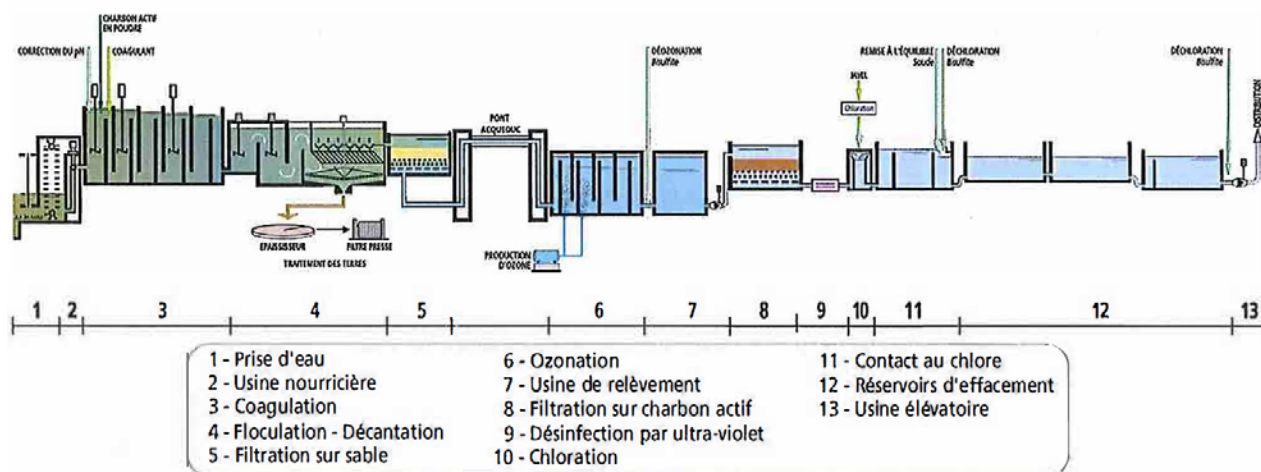 CHARBON ACTIF
EN POUDRE
CORRECTION DU pH
COAGULANT
DÉOZONATION
Bisulfite
REMISE À L'ÉQUILIBRE
Soude
DÉCHLORATION
Bisulfite
DÉCHLORATION
Bisulfite
DISTRIBUTION
Chloration
PONT
ACQUEDUC
EPAISSISSEUR
FILTRE PRESSE
TRAITEMENT DES TERRES
PRODUCTION
D'OZONE
1 2 3 4 5 6 7 8 9 10 11 12 13
1 - Prise d'eau
2 - Usine nourricière
3 - Coagulation
4 - Floculation - Décantation
5 - Filtration sur sable
6 - Ozonation
7 - Usine de relèvement
8 - Filtration sur charbon actif
9 - Désinfection par ultra-violet
10 - Chloration
11 - Contact au chlore
12 - Réservoirs d'effacement
13 - Usine élévatoire